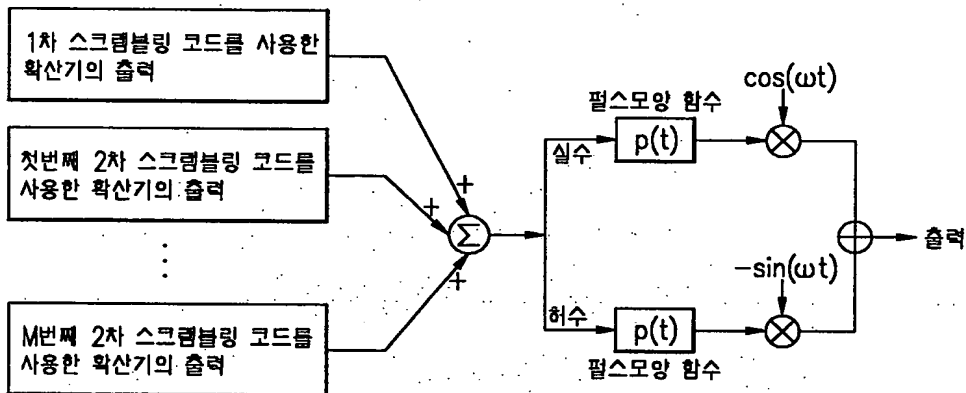 1차 스크램블링 코드를 사용한
확산기의 출력
첫번째 2차 스크램블링 코드를
사용한 확산기의 출력
⋮
M번째 2차 스크램블링 코드를
사용한 확산기의 출력
+
+
+
Σ
실수
허수
펄스모양 함수
p(t)
cos(ωt)
p(t)
펄스모양 함수
-sin(ωt)
출력